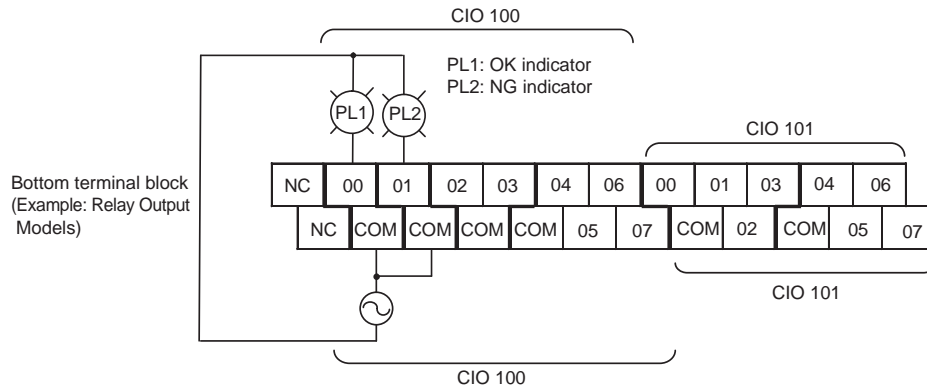 CIO 100
PL1: OK indicator
PL2: NG indicator
PL1 PL2
CIO 101
Bottom terminal block
(Example: Relay Output
Models)
NC 00 01 02 03 04 06 00 01 03 04 06
NC COM COM COM COM 05 07 COM 02 COM 05 07
CIO 101
CIO 100